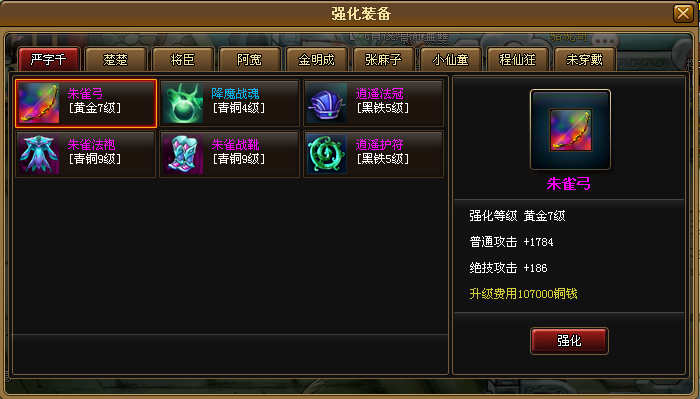 强化装备
严字千 楚楚 将臣 阿宽 金明成 张麻子 小仙童 程仙狂 未穿戴
朱雀弓 降魔战魂 逍遥法冠
[黄金7级] [青铜4级] [黑铁5级]
朱雀法袍 朱雀战靴 逍遥护符
[青铜9级] [青铜9级] [黑铁5级]
朱雀弓
强化等级 黄金7级
普通攻击 +1784
绝技攻击 +186
升级费用107000铜钱
强化